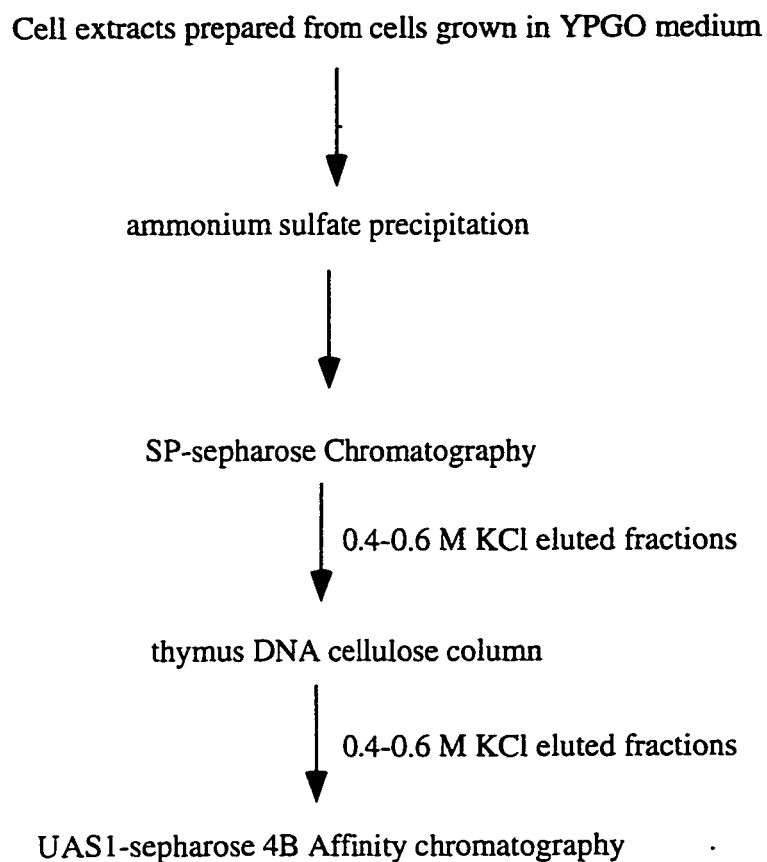 Cell extracts prepared from cells grown in YPGO medium
ammonium sulfate precipitation
SP-sepharose Chromatography
0.4-0.6 M KCl eluted fractions
thymus DNA cellulose column
0.4-0.6 M KCl eluted fractions
UAS1-sepharose 4B Affinity chromatography